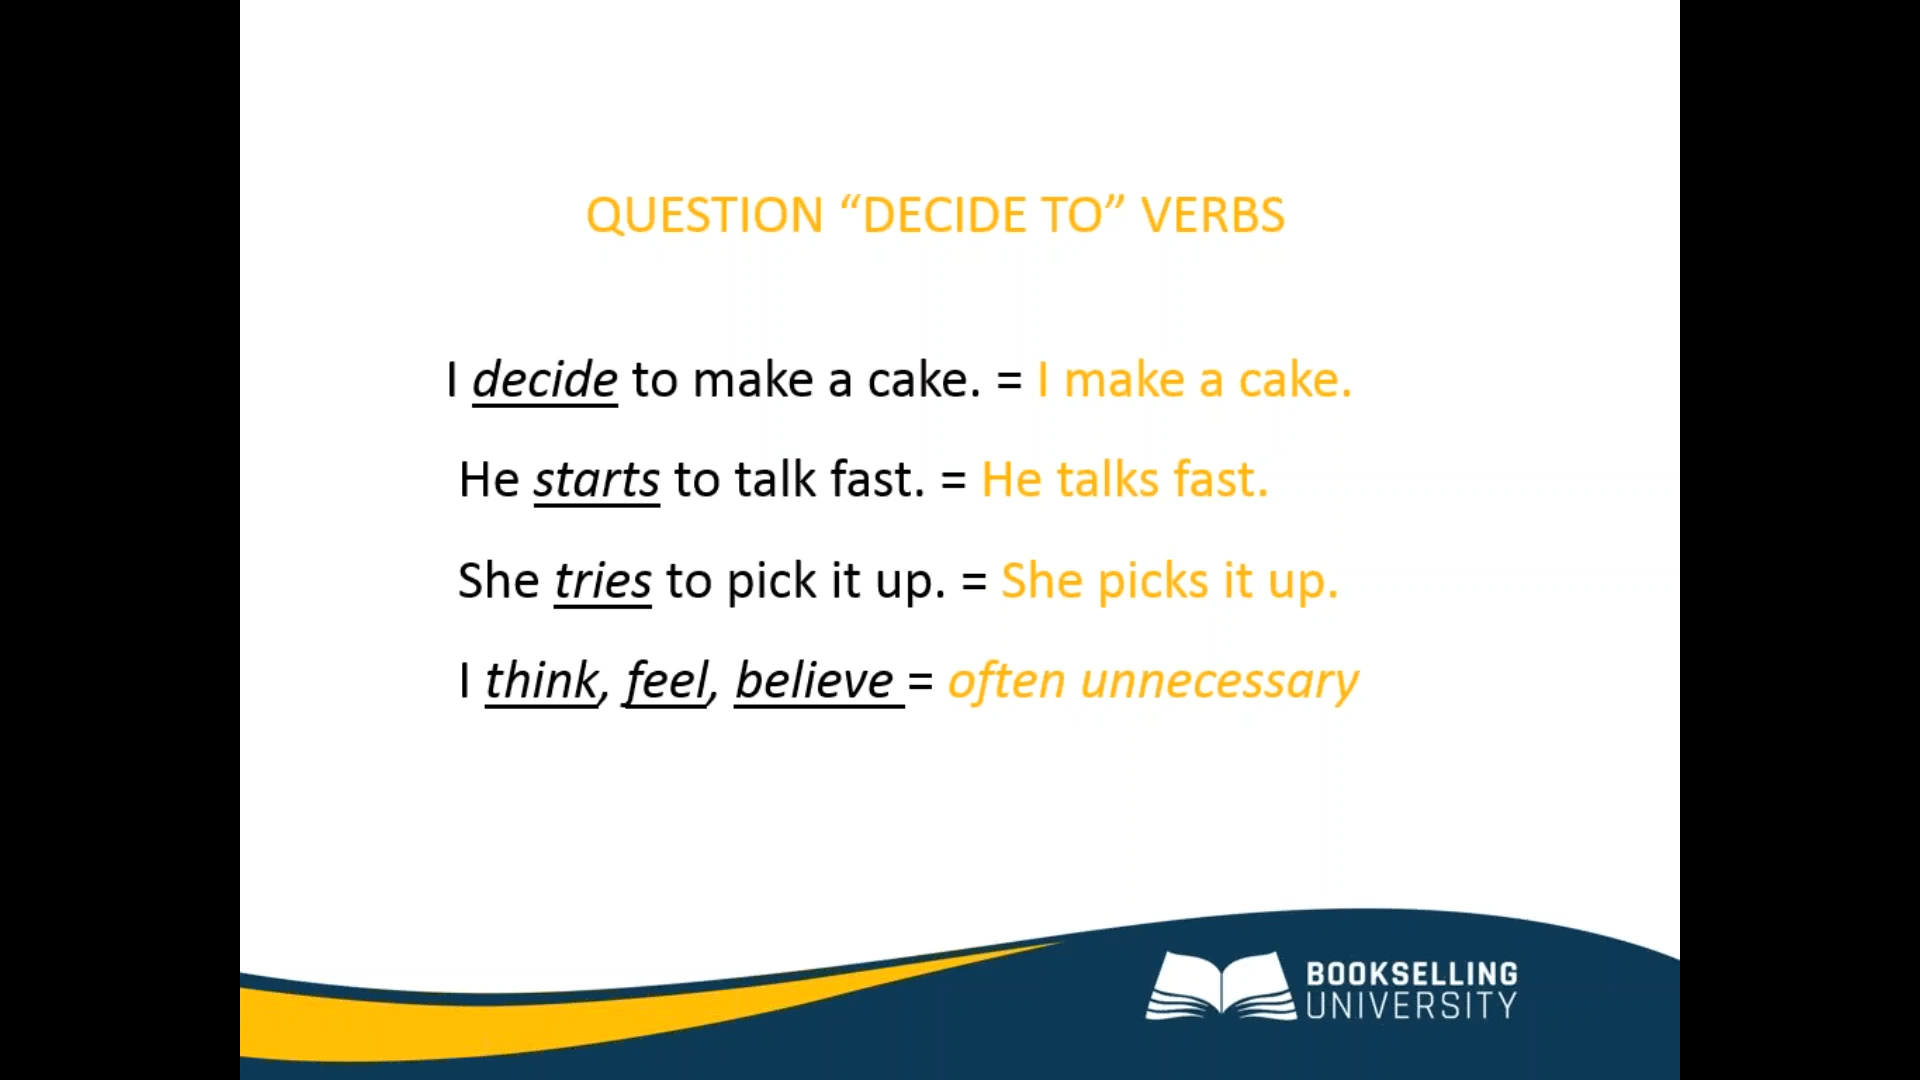 QUESTION “DECIDE TO” VERBS
I decide to make a cake. = I make a cake.
He starts to talk fast. = He talks fast.
She tries to pick it up. = She picks it up.
I think, feel, believe = often unnecessary
BOOKSELLING
UNIVERSITY